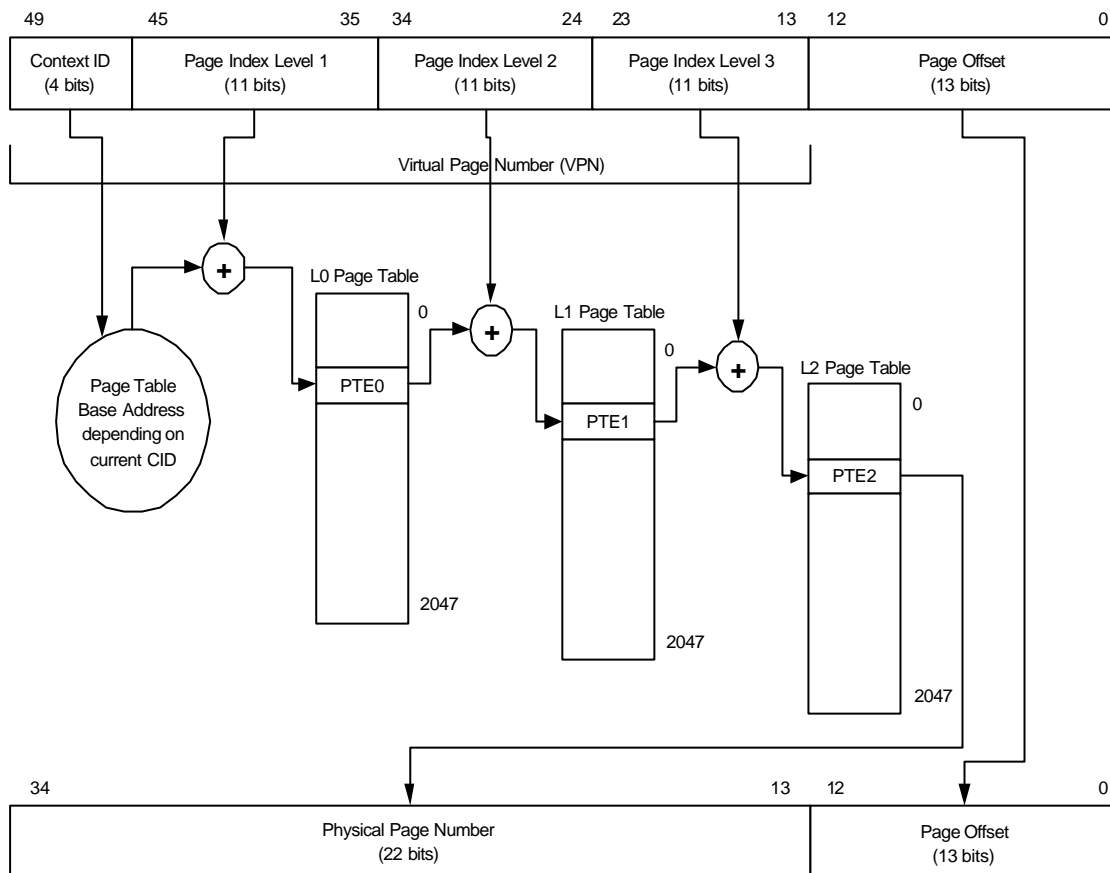 49 45 35 34 24 23 13 12 0
Context ID
(4 bits)
Page Index Level 1
(11 bits)
Page Index Level 2
(11 bits)
Page Index Level 3
(11 bits)
Page Offset
(13 bits)
Virtual Page Number (VPN)
+
L0 Page Table
0
PTE0
2047
+
L1 Page Table
0
PTE1
2047
+
L2 Page Table
0
PTE2
2047
Page Table
Base Address
depending on
current CID
34 13 12 0
Physical Page Number
(22 bits)
Page Offset
(13 bits)